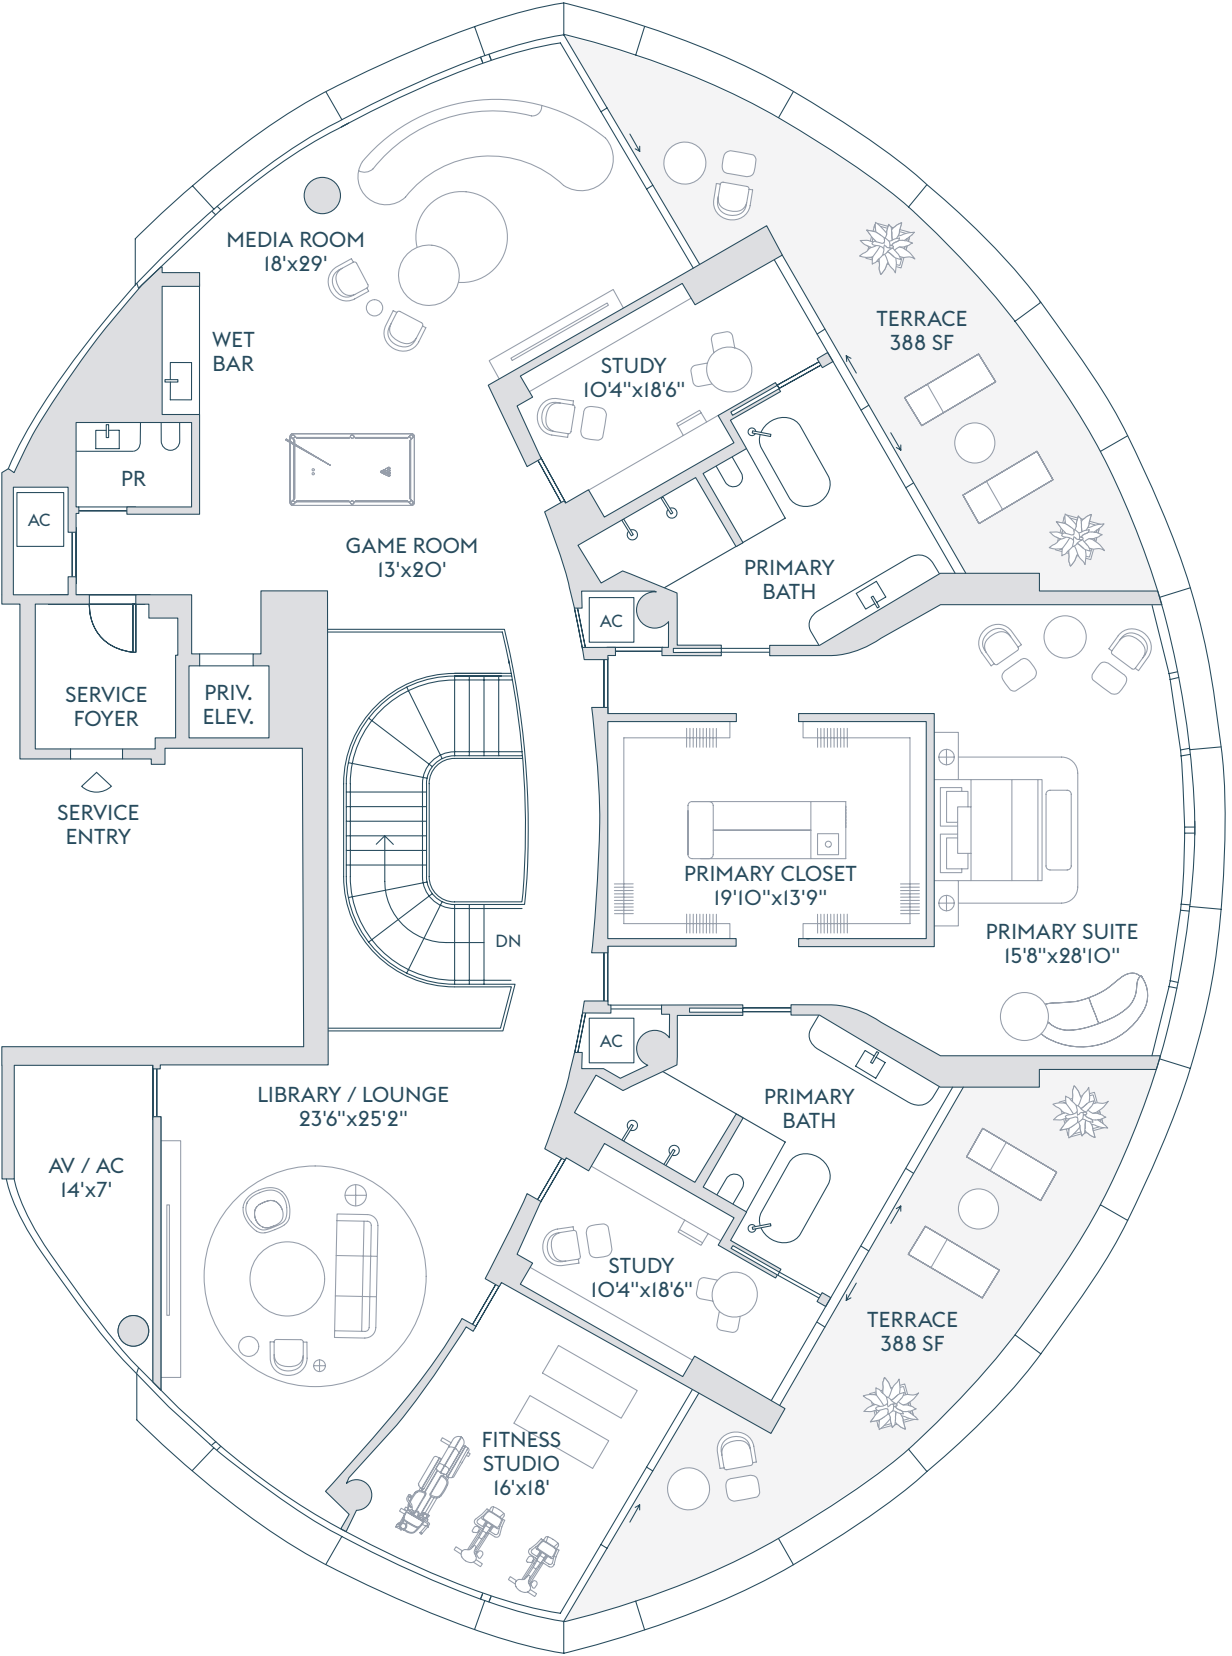 MEDIA ROOM
18'x29'
WET
BAR
TERRACE
388 SF
STUDY
10'4"x18'6"
PR
AC
GAME ROOM
13'x20'
PRIMARY
BATH
AC
SERVICE
FOYER
PRIV.
ELEV.
SERVICE
ENTRY
PRIMARY CLOSET
19'10"x13'9"
DN
PRIMARY SUITE
15'8"x28'10"
AC
LIBRARY / LOUNGE
23'6"x25'2"
PRIMARY
BATH
AV / AC
14'x7'
STUDY
10'4"x18'6"
TERRACE
388 SF
FITNESS
STUDIO
16'x18'